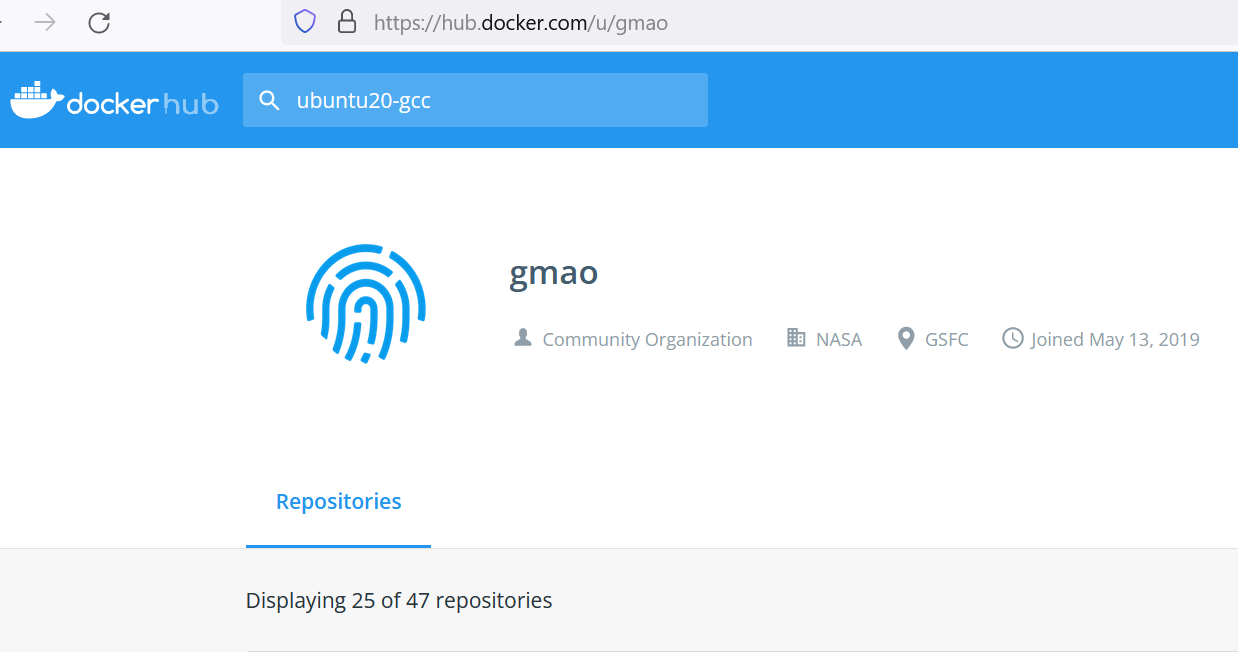 https://hub.docker.com/u/gmao
docker hub
ubuntu20-gcc
gmao
Community Organization NASA GSFC Joined May 13, 2019
Repositories
Displaying 25 of 47 repositories